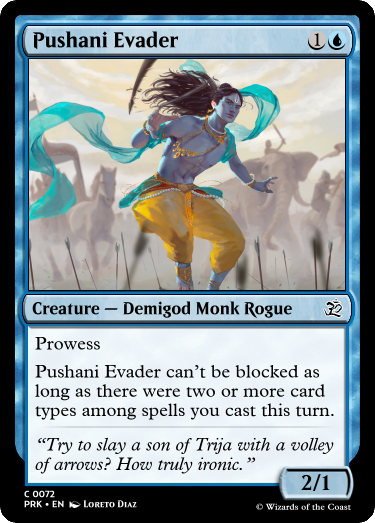 Pushani Evader 1
Creature — Demigod Monk Rogue
Prowess
Pushani Evader can't be blocked as
long as there were two or more card
types among spells you cast this turn.
“Try to slay a son of Trija with a volley
of arrows? How truly ironic.”
2/1
C 0072
PRK • EN Loreto Diaz
© Wizards of the Coast